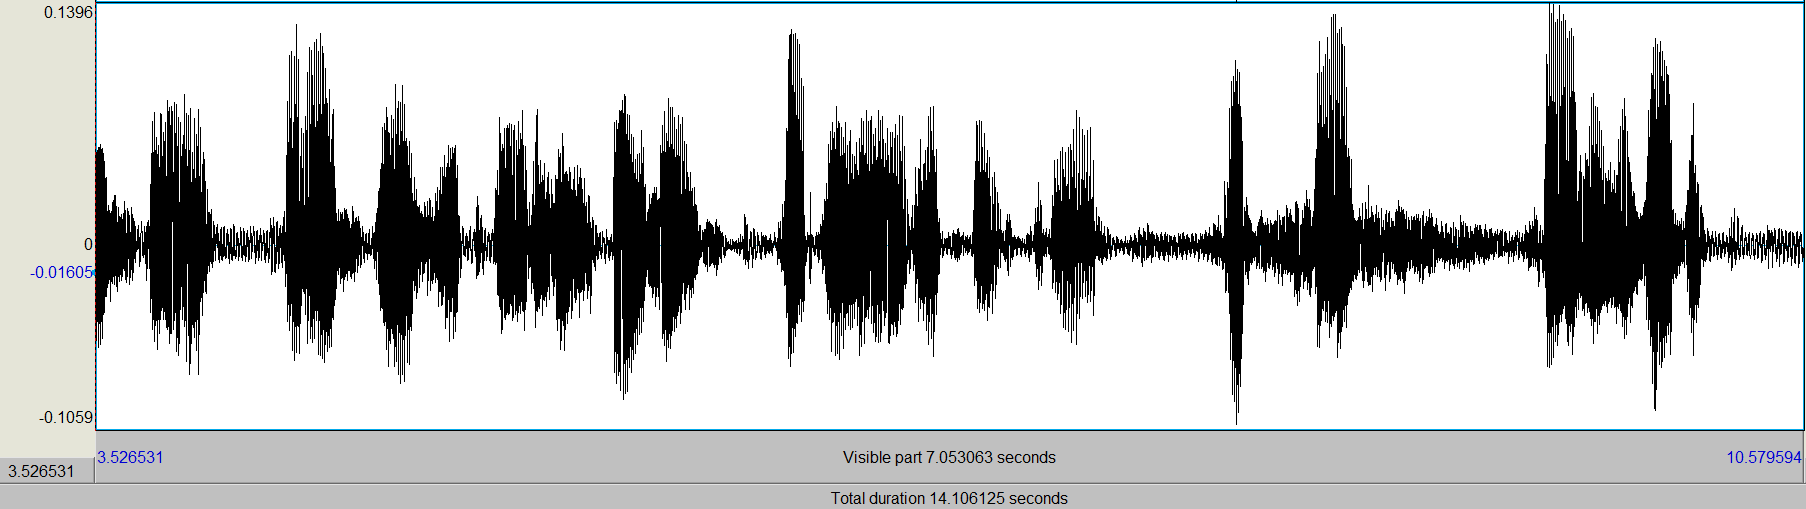 0.1396
0
-0.01605
-0.1059
3.526531 Visible part 7.053063 seconds 10.579594
3.526531
Total duration 14.106125 seconds